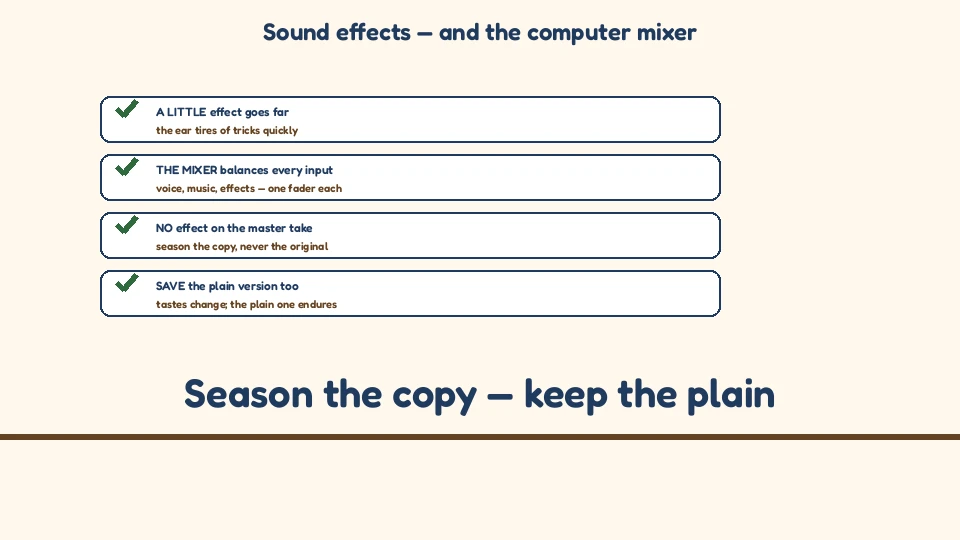 Sound effects — and the computer mixer
A LITTLE effect goes far
the ear tires of tricks quickly
THE MIXER balances every input
voice, music, effects — one fader each
NO effect on the master take
season the copy, never the original
SAVE the plain version too
tastes change; the plain one endures
Season the copy — keep the plain